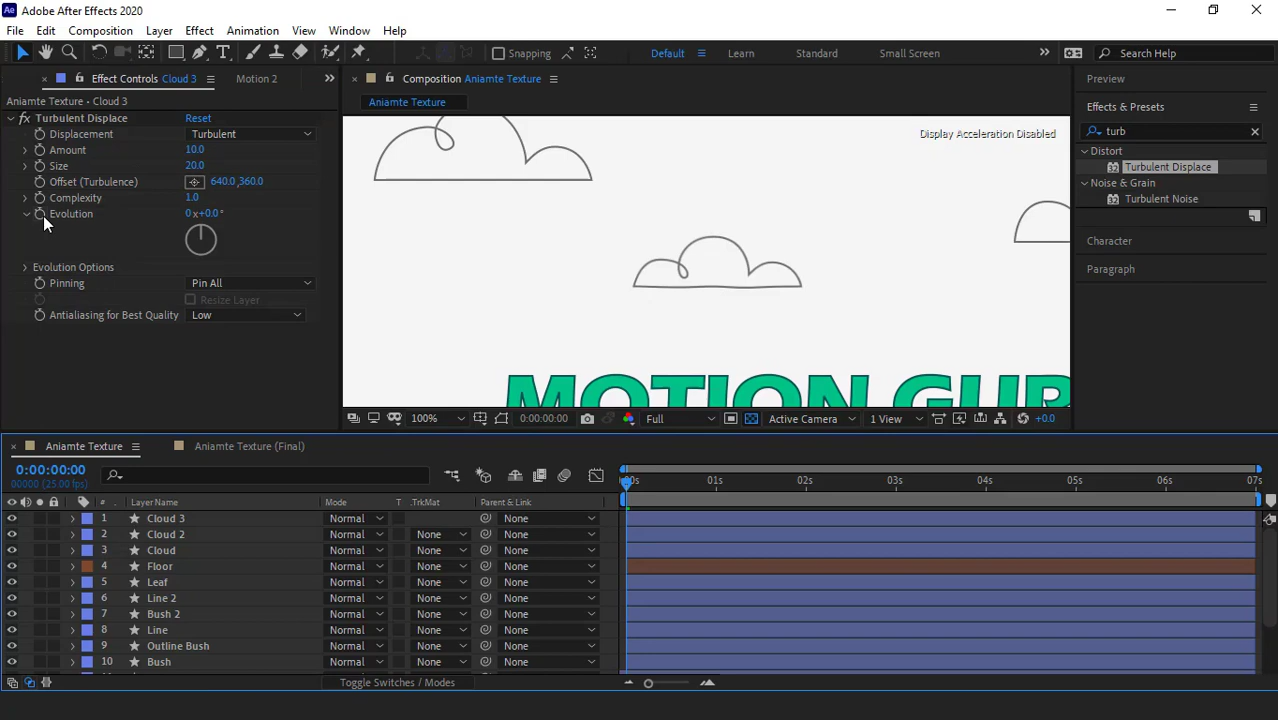 Ae Adobe After Effects 2020
File Edit Composition Layer Effect Animation View Window Help
Snapping Default Learn Standard Small Screen Search Help
Effect Controls Cloud 3 Motion 2 Composition Aniamte Texture Preview
Aniamte Texture • Cloud 3 Aniamte Texture Effects & Presets
fx Turbulent Displace Reset
Displacement Turbulent Display Acceleration Disabled turb
Amount 10.0 Distort
Size 20.0 32 Turbulent Displace
Offset (Turbulence) 640.0,360.0 Noise & Grain
Complexity 1.0 32 Turbulent Noise
Evolution 0x+0.0°
Character
Evolution Options Paragraph
Pinning Pin All
Resize Layer
Antialiasing for Best Quality Low
MOTION GUR
100% 0:00:00:00 Full Active Camera 1 View +0.0
Aniamte Texture Aniamte Texture (Final)
0:00:00:00
00000 (25.00 fps) 00s 01s 02s 03s 04s 05s 06s 07s
# Layer Name Mode T .TrkMat Parent & Link
1 Cloud 3 Normal None
2 Cloud 2 Normal None None
3 Cloud Normal None None
4 Floor Normal None None
5 Leaf Normal None None
6 Line 2 Normal None None
7 Bush 2 Normal None None
8 Line Normal None None
9 Outline Bush Normal None None
10 Bush Normal None None
Toggle Switches / Modes